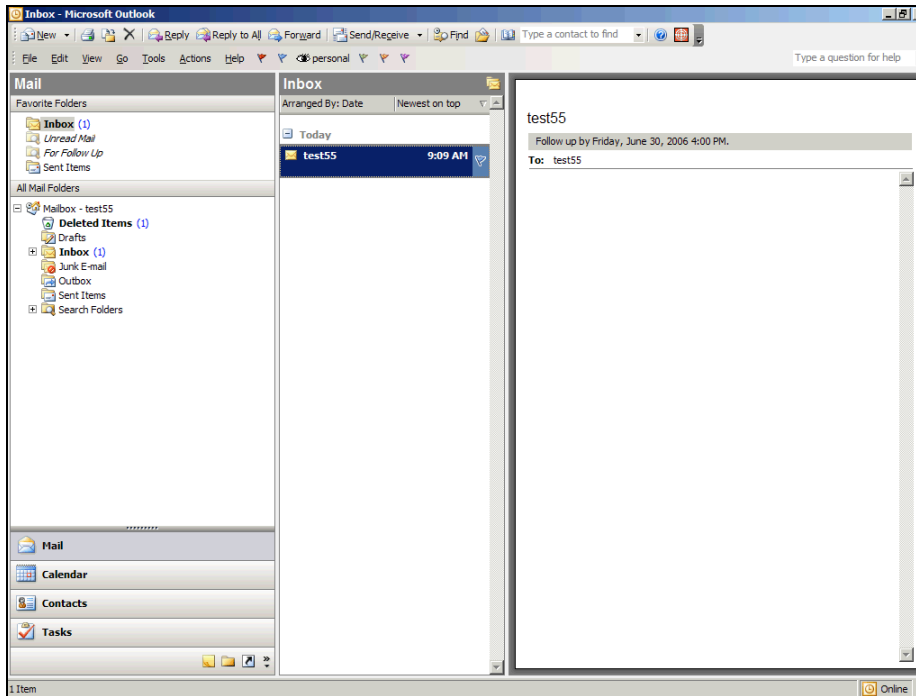 Inbox - Microsoft Outlook
New Reply Reply to All Forward Send/Receive Find Type a contact to find
File Edit View Go Tools Actions Help personal Type a question for help
Mail
Favorite Folders
Inbox (1)
Unread Mail
For Follow Up
Sent Items
All Mail Folders
Mailbox - test55
Deleted Items (1)
Drafts
Inbox (1)
Junk E-mail
Outbox
Sent Items
Search Folders
Mail
Calendar
Contacts
Tasks
Inbox
Arranged By: Date Newest on top
Today
test55 9:09 AM
test55
Follow up by Friday, June 30, 2006 4:00 PM.
To: test55
1 Item Online